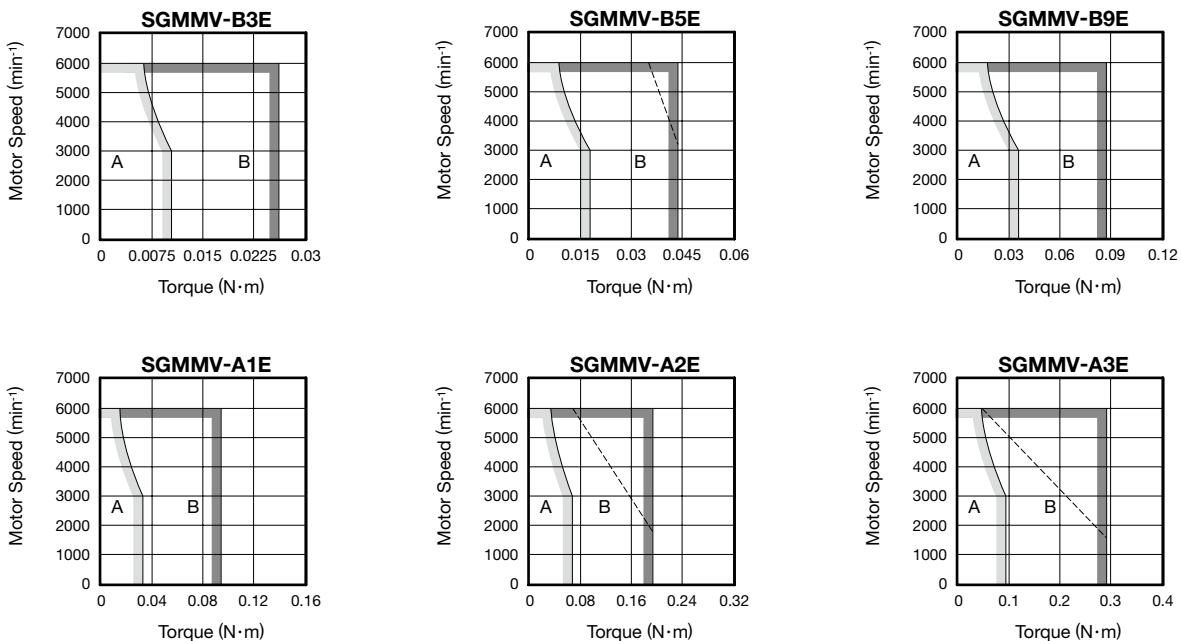 SGMMV-B3E
Motor Speed (min⁻¹)
7000
6000
5000
4000
3000
2000
1000
0
A
B
0 0.0075 0.015 0.0225 0.03
Torque (N·m)
SGMMV-B5E
Motor Speed (min⁻¹)
7000
6000
5000
4000
3000
2000
1000
0
A
B
0 0.015 0.03 0.045 0.06
Torque (N·m)
SGMMV-B9E
Motor Speed (min⁻¹)
7000
6000
5000
4000
3000
2000
1000
0
A
B
0 0.03 0.06 0.09 0.12
Torque (N·m)
SGMMV-A1E
Motor Speed (min⁻¹)
7000
6000
5000
4000
3000
2000
1000
0
A
B
0 0.04 0.08 0.12 0.16
Torque (N·m)
SGMMV-A2E
Motor Speed (min⁻¹)
7000
6000
5000
4000
3000
2000
1000
0
A
B
0 0.08 0.16 0.24 0.32
Torque (N·m)
SGMMV-A3E
Motor Speed (min⁻¹)
7000
6000
5000
4000
3000
2000
1000
0
A
B
0 0.1 0.2 0.3 0.4
Torque (N·m)